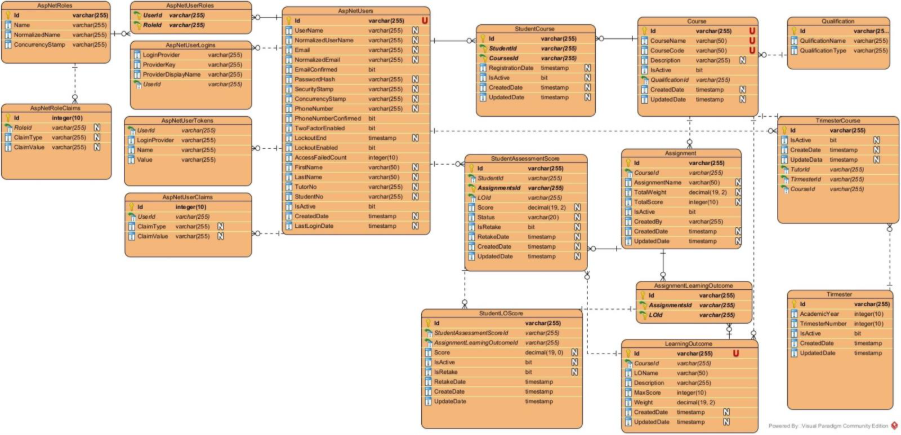 AspNetRoles
Id varchar(255)
Name varchar(255)
NormalizedName varchar(255)
ConcurrencyStamp varchar(255)
AspNetUserRoles
UserId varchar(255)
RoleId varchar(255)
AspNetUserLogins
LoginProvider varchar(255)
ProviderKey varchar(255)
ProviderDisplayName varchar(255)
UserId varchar(255)
AspNetRoleClaims
Id integer(10)
RoleId varchar(255) N
ClaimType varchar(255) N
ClaimValue varchar(255) N
AspNetUserTokens
UserId varchar(255)
LoginProvider varchar(255)
Name varchar(255)
Value varchar(255)
AspNetUserClaims
Id integer(10)
UserId varchar(255)
ClaimType varchar(255) N
ClaimValue varchar(255) N
AspNetUsers
Id varchar(255) U
UserName varchar(255) N
NormalizedUserName varchar(255) N
Email varchar(255) N
NormalizedEmail varchar(255) N
EmailConfirmed bit
PasswordHash varchar(255) N
SecurityStamp varchar(255) N
ConcurrencyStamp varchar(255) N
PhoneNumber varchar(255) N
PhoneNumberConfirmed bit
TwoFactorEnabled bit
LockoutEnd timestamp N
LockoutEnabled bit
AccessFailedCount integer(10)
FirstName varchar(50) N
LastName varchar(50) N
TutorNo varchar(255) N
StudentNo varchar(255) N
IsActive bit
CreatedDate timestamp N
LastLoginDate timestamp N
StudentCourse
Id varchar(255)
StudentId varchar(255)
CourseId varchar(255)
RegistrationDate timestamp N
IsActive bit N
CreatedDate timestamp N
UpdatedDate timestamp N
Course
Id varchar(255) U
CourseName varchar(50) U
CourseCode varchar(50) U
Description varchar(255) N
IsActive bit
QualificationId varchar(255)
CreatedData timestamp N
UpdatedDate timestamp N
Qualification
Id varchar(25...
QulificationName varchar(255)
QualificationType varchar(255)
TrimesterCourse
Id varchar(255)
IsActive bit N
CreateDate timestamp N
UpdateData timestamp N
TutorId varchar(255)
TirmesterId varchar(255)
CourseId varchar(255)
StudentAssessmentScore
Id varchar(255)
StudentId varchar(255)
AssignmentsId varchar(255)
LOId varchar(255)
Score decimal(19, 2) N
Status varchar(20) N
IsRetake bit N
RetakeDate timestamp N
CreatedDate timestamp N
UpdatedDate timestamp N
Assignment
Id varchar(255)
CourseId varchar(255)
AssignmentName varchar(50) N
TotalWeight decimal(19, 2) N
TotalScore integer(10) N
IsActive bit
CreatedBy varchar(255)
CreatedDate timestamp N
UpdatedDate timestamp N
AssignmentLearningOutcome
Id varchar(255)
AssignmentsId varchar(255)
LOId varchar(255)
StudentLOScore
Id varchar(255)
StudentAssessmentScoreId varchar(255)
AssignmentLearningOutcomeId varchar(255)
Score decimal(19, 0) N
IsActive bit N
IsRetake bit N
RetakeDate timestamp
CreateDate timestamp
UpdateDate timestamp
LearningOutcome
Id varchar(255) U
CourseId varchar(255)
LOName varchar(50)
Description varchar(255)
MaxScore integer(10)
Weight decimal(19, 2)
CreatedDate timestamp N
UpdatedDate timestamp N
Tirmester
Id varchar(255)
AcademicYear integer(10)
TrimesterNumber integer(10)
IsActive bit
CreatedDate timestamp
UpdatedDate timestamp
Powered By: Visual Paradigm Community Edition